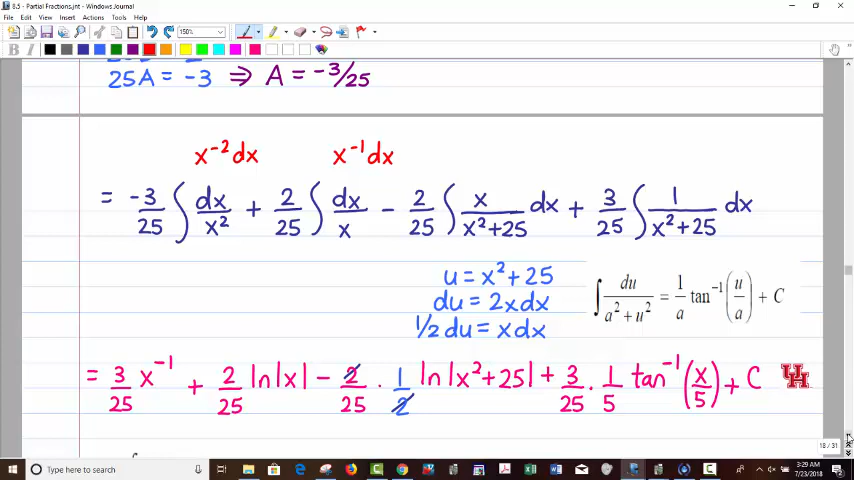 8.5 - Partial Fractions.jnt - Windows Journal
File Edit View Insert Actions Tools Help
150%
B I
25A = -3 ⇒ A = -3/25
x⁻²dx x⁻¹dx
= -3/25 ∫ dx/x² + 2/25 ∫ dx/x - 2/25 ∫ x/(x²+25) dx + 3/25 ∫ 1/(x²+25) dx
u = x²+25
du = 2xdx
½ du = xdx
∫ du/(a² + u²) = 1/a tan⁻¹(u/a) + C
= 3/25 x⁻¹ + 2/25 ln|x| - 2/25 · 1/2 ln|x²+25| + 3/25 · 1/5 tan⁻¹(x/5) + C
18 / 31
Type here to search
3:29 AM
7/23/2018